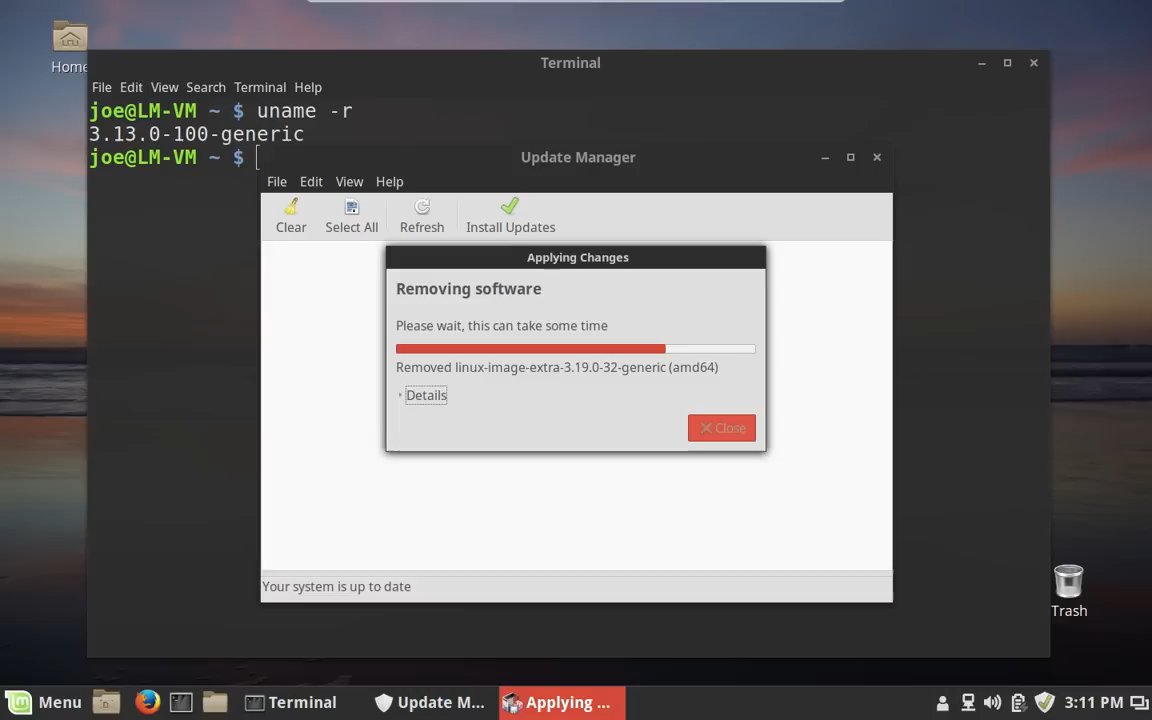 Home
Terminal
File Edit View Search Terminal Help
joe@LM-VM ~ $ uname -r
3.13.0-100-generic
joe@LM-VM ~ $
Update Manager
File Edit View Help
Clear Select All Refresh Install Updates
Applying Changes
Removing software
Please wait, this can take some time
Removed linux-image-extra-3.19.0-32-generic (amd64)
Details
Close
Your system is up to date
Trash
Menu Terminal Update M... Applying ... 3:11 PM